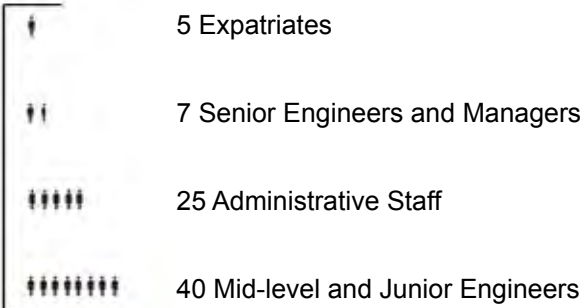 5 Expatriates
7 Senior Engineers and Managers
25 Administrative Staff
40 Mid-level and Junior Engineers